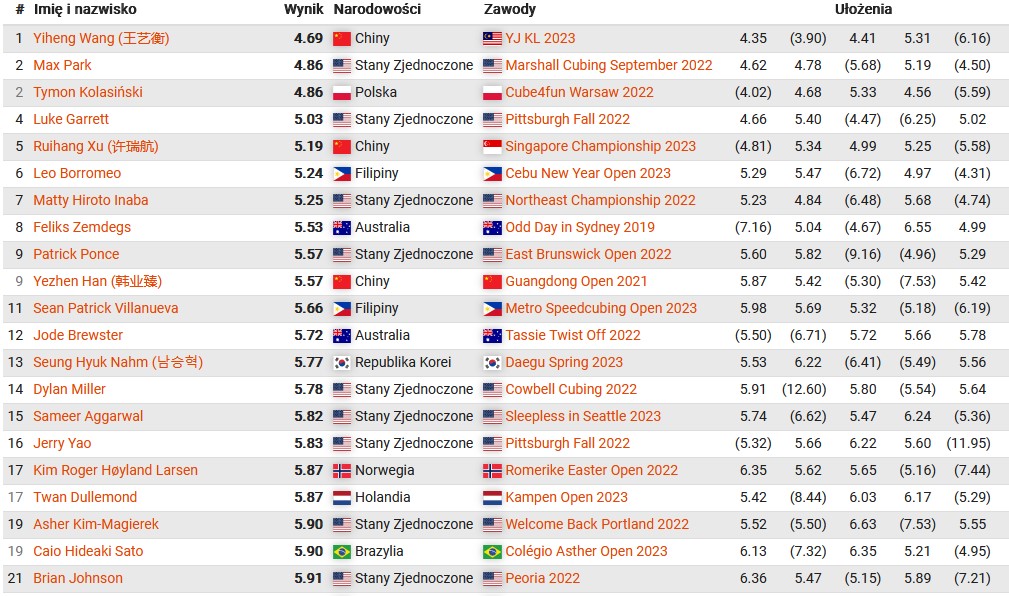 # Imię i nazwisko Wynik Narodowości Zawody Ułożenia
1 Yiheng Wang (王艺衡) 4.69 Chiny YJ KL 2023 4.35 (3.90) 4.41 5.31 (6.16)
2 Max Park 4.86 Stany Zjednoczone Marshall Cubing September 2022 4.62 4.78 (5.68) 5.19 (4.50)
2 Tymon Kolasiński 4.86 Polska Cube4fun Warsaw 2022 (4.02) 4.68 5.33 4.56 (5.59)
4 Luke Garrett 5.03 Stany Zjednoczone Pittsburgh Fall 2022 4.66 5.40 (4.47) (6.25) 5.02
5 Ruihang Xu (许瑞航) 5.19 Chiny Singapore Championship 2023 (4.81) 5.34 4.99 5.25 (5.58)
6 Leo Borromeo 5.24 Filipiny Cebu New Year Open 2023 5.29 5.47 (6.72) 4.97 (4.31)
7 Matty Hiroto Inaba 5.25 Stany Zjednoczone Northeast Championship 2022 5.23 4.84 (6.48) 5.68 (4.74)
8 Feliks Zemdegs 5.53 Australia Odd Day in Sydney 2019 (7.16) 5.04 (4.67) 6.55 4.99
9 Patrick Ponce 5.57 Stany Zjednoczone East Brunswick Open 2022 5.60 5.82 (9.16) (4.96) 5.29
9 Yezhen Han (韩业臻) 5.57 Chiny Guangdong Open 2021 5.87 5.42 (5.30) (7.53) 5.42
11 Sean Patrick Villanueva 5.66 Filipiny Metro Speedcubing Open 2023 5.98 5.69 5.32 (5.18) (6.19)
12 Jode Brewster 5.72 Australia Tassie Twist Off 2022 (5.50) (6.71) 5.72 5.66 5.78
13 Seung Hyuk Nahm (남승혁) 5.77 Republika Korei Daegu Spring 2023 5.53 6.22 (6.41) (5.49) 5.56
14 Dylan Miller 5.78 Stany Zjednoczone Cowbell Cubing 2022 5.91 (12.60) 5.80 (5.54) 5.64
15 Sameer Aggarwal 5.82 Stany Zjednoczone Sleepless in Seattle 2023 5.74 (6.62) 5.47 6.24 (5.36)
16 Jerry Yao 5.83 Stany Zjednoczone Pittsburgh Fall 2022 (5.32) 5.66 6.22 5.60 (11.95)
17 Kim Roger Høyland Larsen 5.87 Norwegia Romerike Easter Open 2022 6.35 5.62 5.65 (5.16) (7.44)
17 Twan Dullemond 5.87 Holandia Kampen Open 2023 5.42 (8.44) 6.03 6.17 (5.29)
19 Asher Kim-Magierek 5.90 Stany Zjednoczone Welcome Back Portland 2022 5.52 (5.50) 6.63 (7.53) 5.55
19 Caio Hideaki Sato 5.90 Brazylia Colégio Asther Open 2023 6.13 (7.32) 6.35 5.21 (4.95)
21 Brian Johnson 5.91 Stany Zjednoczone Peoria 2022 6.36 5.47 (5.15) 5.89 (7.21)